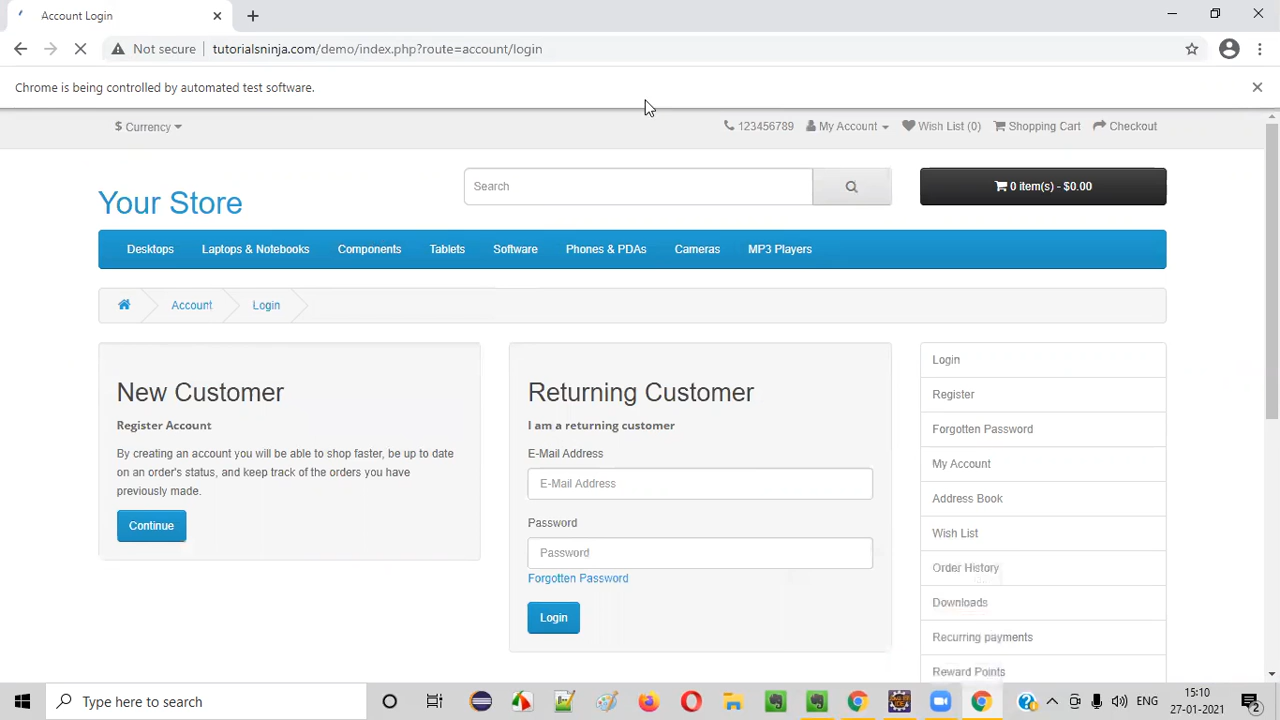 Account Login
Not secure
tutorialsninja.com/demo/index.php?route=account/login
Chrome is being controlled by automated test software.
$ Currency
123456789
My Account
Wish List (0)
Shopping Cart
Checkout
Your Store
Search
0 item(s) - $0.00
Desktops
Laptops & Notebooks
Components
Tablets
Software
Phones & PDAs
Cameras
MP3 Players
Account
Login
New Customer
Register Account
By creating an account you will be able to shop faster, be up to date
on an order's status, and keep track of the orders you have
previously made.
Continue
Returning Customer
I am a returning customer
E-Mail Address
E-Mail Address
Password
Password
Forgotten Password
Login
Login
Register
Forgotten Password
My Account
Address Book
Wish List
Order History
Downloads
Recurring payments
Reward Points
Type here to search
ENG
15:10
27-01-2021
2